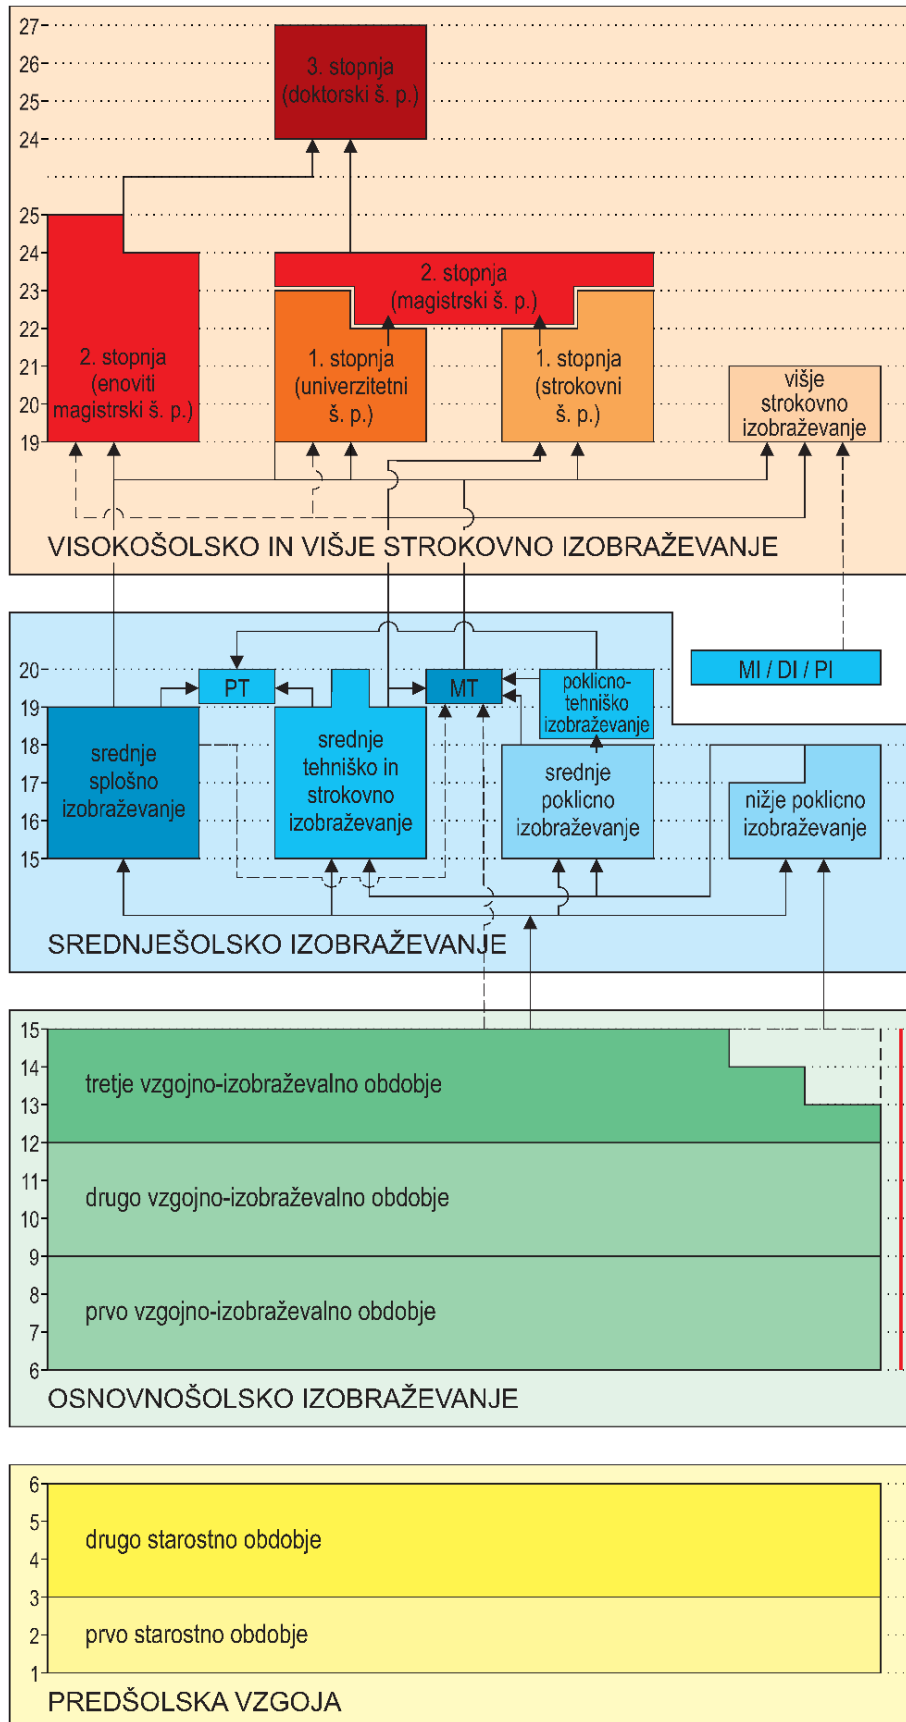 27
26
25
24
25
24
23
22
21
20
19
3. stopnja
(doktorski š. p.)
2. stopnja
(magistrski š. p.)
2. stopnja
(enoviti
magistrski š. p.)
1. stopnja
(univerzitetni
š. p.)
1. stopnja
(strokovni
š. p.)
višje
strokovno
izobraževanje
VISOKOŠOLSKO IN VIŠJE STROKOVNO IZOBRAŽEVANJE
MI / DI / PI
20
19
18
17
16
15
PT
MT
poklicno-
tehniško
izobraževanje
srednje
splošno
izobraževanje
srednje
tehniško in
strokovno
izobraževanje
srednje
poklicno
izobraževanje
nižje poklicno
izobraževanje
SREDNJEŠOLSKO IZOBRAŽEVANJE
15
14
13
12
11
10
9
8
7
6
tretje vzgojno-izobraževalno obdobje
drugo vzgojno-izobraževalno obdobje
prvo vzgojno-izobraževalno obdobje
OSNOVNOŠOLSKO IZOBRAŽEVANJE
6
5
4
3
2
1
drugo starostno obdobje
prvo starostno obdobje
PREDŠOLSKA VZGOJA